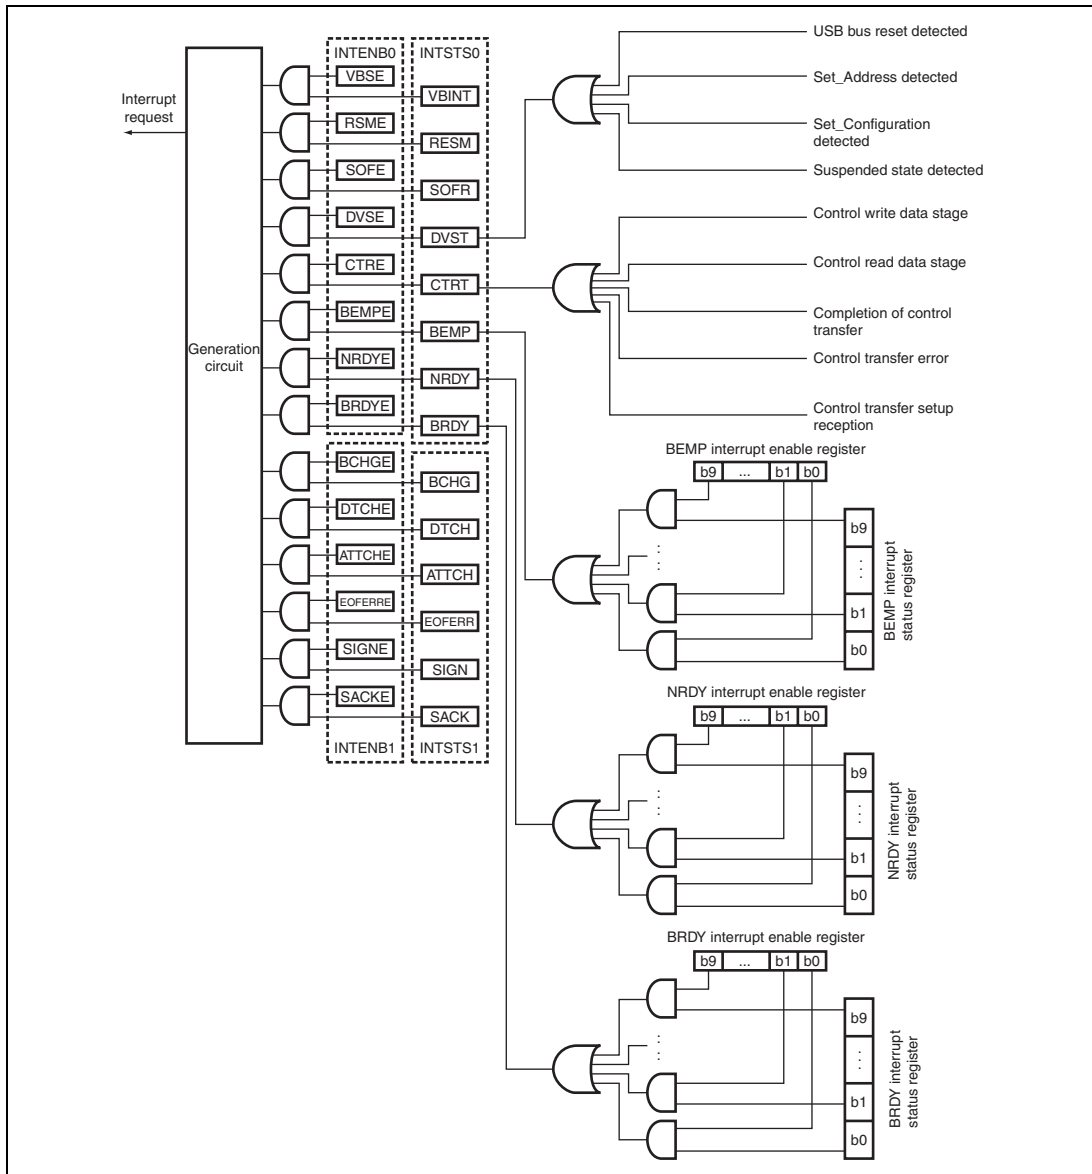 INTENB0
INTSTS0
Interrupt
request
Generation
circuit
VBSE
VBINT
RSME
RESM
SOFE
SOFR
DVSE
DVST
CTRE
CTRT
BEMPE
BEMP
NRDYE
NRDY
BRDYE
BRDY
BCHGE
BCHG
DTCHE
DTCH
ATTCHE
ATTCH
EOFERRE
EOFERR
SIGNE
SIGN
SACKE
SACK
INTENB1
INTSTS1
USB bus reset detected
Set_Address detected
Set_Configuration
detected
Suspended state detected
Control write data stage
Control read data stage
Completion of control
transfer
Control transfer error
Control transfer setup
reception
BEMP interrupt enable register
b9 ... b1 b0
b9
...
b1
b0
BEMP interrupt
status register
NRDY interrupt enable register
b9 ... b1 b0
b9
...
b1
b0
NRDY interrupt
status register
BRDY interrupt enable register
b9 ... b1 b0
b9
...
b1
b0
BRDY interrupt
status register